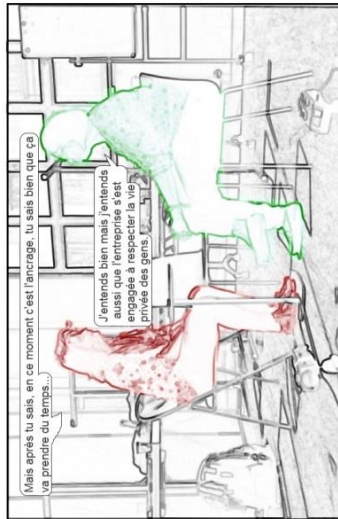 Mais après tu sais, en ce moment c'est l'ancrage, tu sais bien que ça
va prendre du temps...
J'entends bien mais j'entends
aussi que l'entreprise s'est
engagée à respecter la vie
privée des gens.